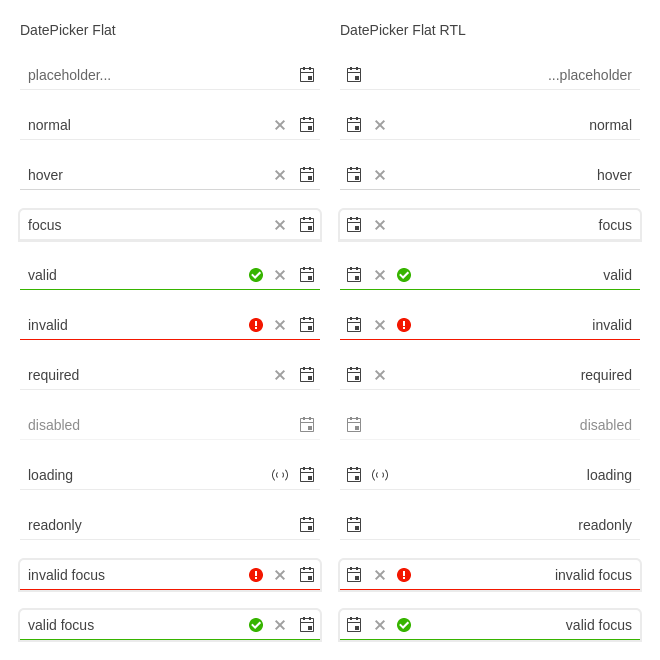 DatePicker Flat
placeholder...
normal
hover
focus
valid
invalid
required
disabled
loading
readonly
invalid focus
valid focus
DatePicker Flat RTL
...placeholder
normal
hover
focus
valid
invalid
required
disabled
loading
readonly
invalid focus
valid focus